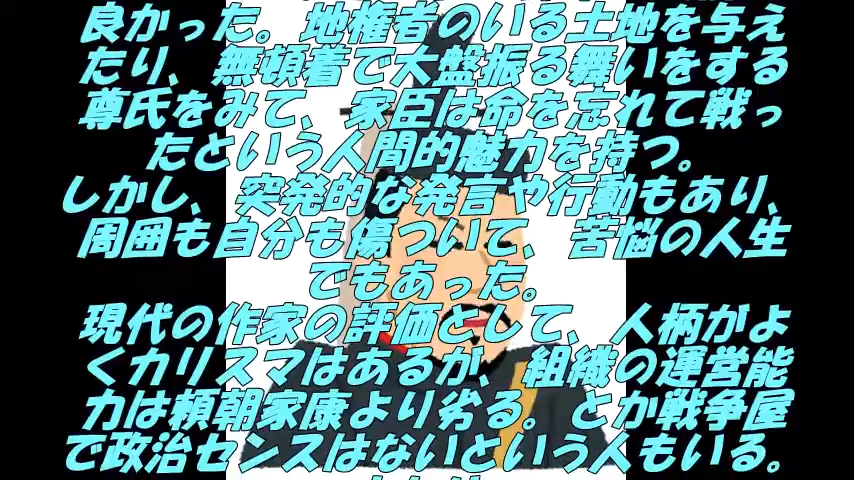 良かった。地権者のいる土地を与え
たり、無頓着で大盤振る舞いをする
尊氏をみて、家臣は命を忘れて戦っ
たという人間的魅力を持つ。
しかし、突発的な発言や行動もあり、
周囲も自分も傷ついて、苦悩の人生
でもあった。
現代の作家の評価として、人柄がよ
くカリスマはあるが、組織の運営能
力は頼朝家康より劣る。とか戦争屋
で政治センスはないという人もいる。